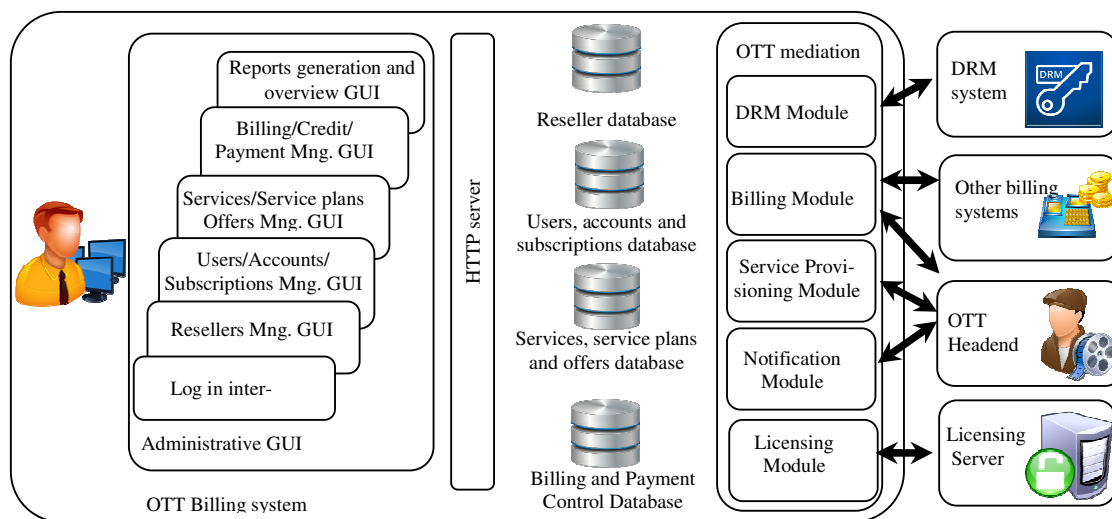 Reports generation and
overview GUI
Billing/Credit/
Payment Mng. GUI
Services/Service plans
Offers Mng. GUI
Users/Accounts/
Subscriptions Mng. GUI
Resellers Mng. GUI
Log in inter-
Administrative GUI
OTT Billing system
HTTP server
Reseller database
Users, accounts and
subscriptions database
Services, service plans
and offers database
Billing and Payment
Control Database
OTT mediation
DRM Module
Billing Module
Service Provi-
sioning Module
Notification
Module
Licensing
Module
DRM
system
DRM
Other billing
systems
OTT
Headend
Licensing
Server